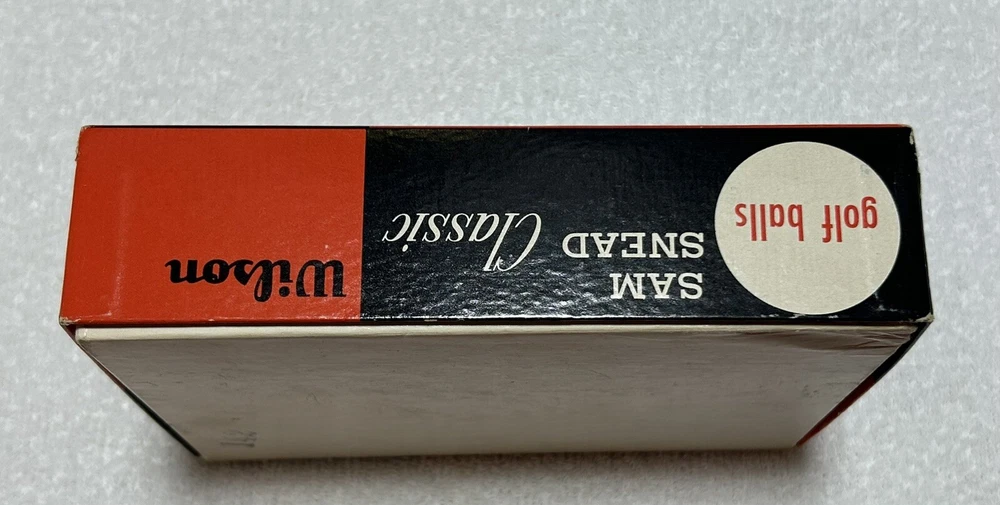 golf balls
SAM
SNEAD Classic
Wilson